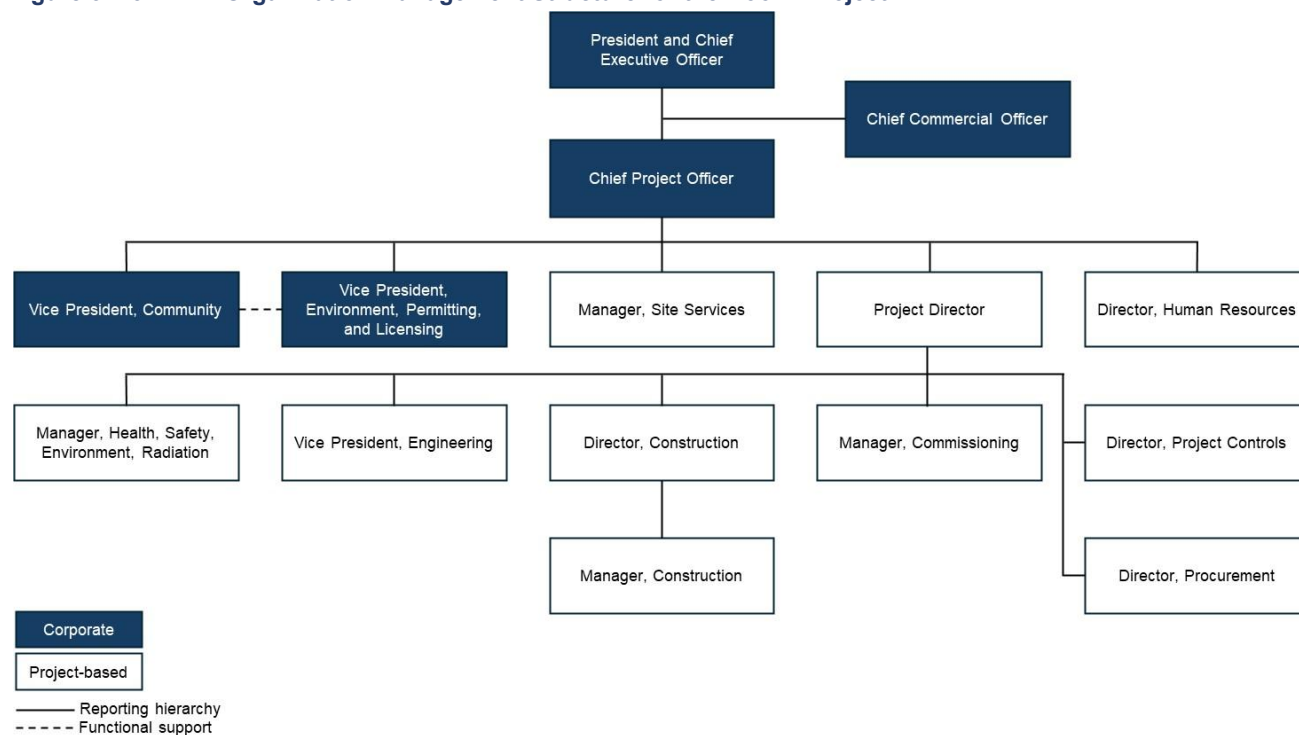 President and Chief
Executive Officer
Chief Commercial Officer
Chief Project Officer
Vice President, Community
Vice President,
Environment, Permitting,
and Licensing
Manager, Site Services
Project Director
Director, Human Resources
Manager, Health, Safety,
Environment, Radiation
Vice President, Engineering
Director, Construction
Manager, Commissioning
Director, Project Controls
Manager, Construction
Director, Procurement
Corporate
Project-based
Reporting hierarchy
Functional support